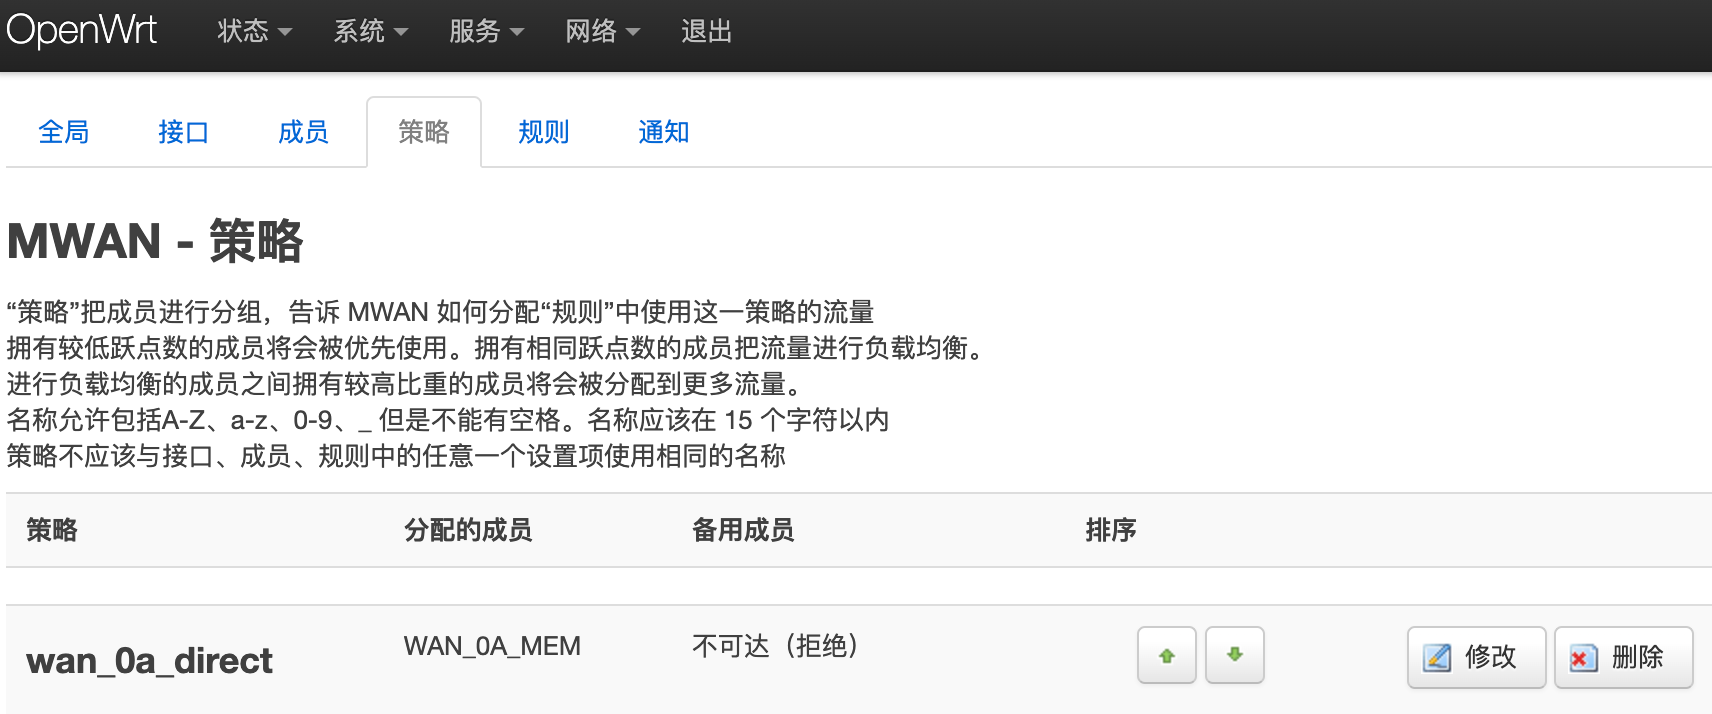 OpenWrt 状态 系统 服务 网络 退出
全局 接口 成员 策略 规则 通知
MWAN - 策略
“策略”把成员进行分组，告诉 MWAN 如何分配“规则”中使用这一策略的流量
拥有较低跃点数的成员将会被优先使用。拥有相同跃点数的成员把流量进行负载均衡。
进行负载均衡的成员之间拥有较高比重的成员将会被分配到更多流量。
名称允许包括A-Z、a-z、0-9、_ 但是不能有空格。名称应该在 15 个字符以内
策略不应该与接口、成员、规则中的任意一个设置项使用相同的名称
策略 分配的成员 备用成员 排序
wan_0a_direct WAN_0A_MEM 不可达（拒绝） 修改 删除